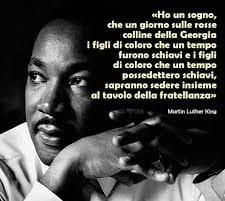 «Ho un sogno,
che un giorno sulle rosse
colline della Georgia
i figli di coloro che un tempo
furono schiavi e i figli
di coloro che un tempo
possedettero schiavi,
sapranno sedere insieme
al tavolo della fratellanza»
Martin Luther King